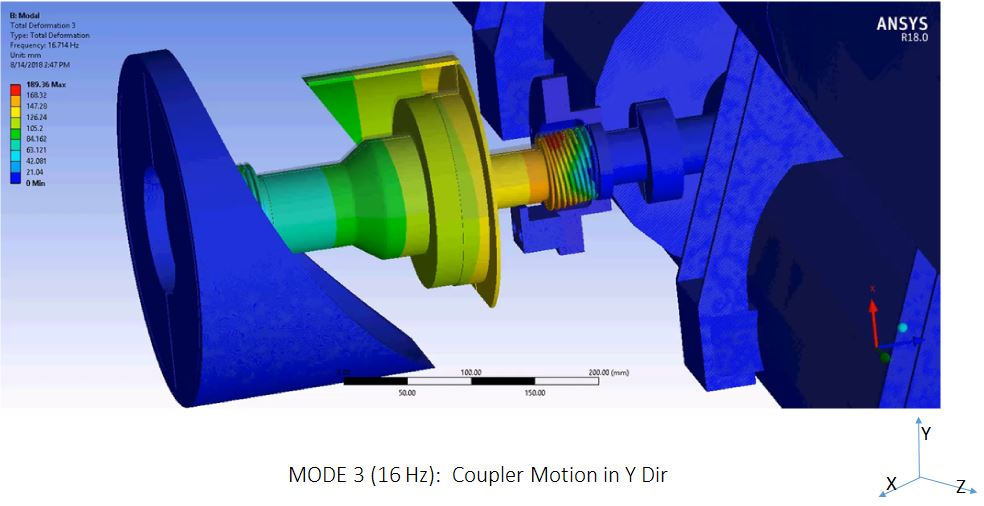 B: Modal
Total Deformation 3
Type: Total Deformation
Frequency: 16.714 Hz
Unit: mm
8/14/2018 2:47 PM
189.36 Max
168.32
147.28
126.24
105.2
84.162
63.121
42.081
21.04
0 Min
ANSYS
R18.0
X
0.00 100.00 200.00 (mm)
50.00 150.00
MODE 3 (16 Hz): Coupler Motion in Y Dir
Y
X
Z